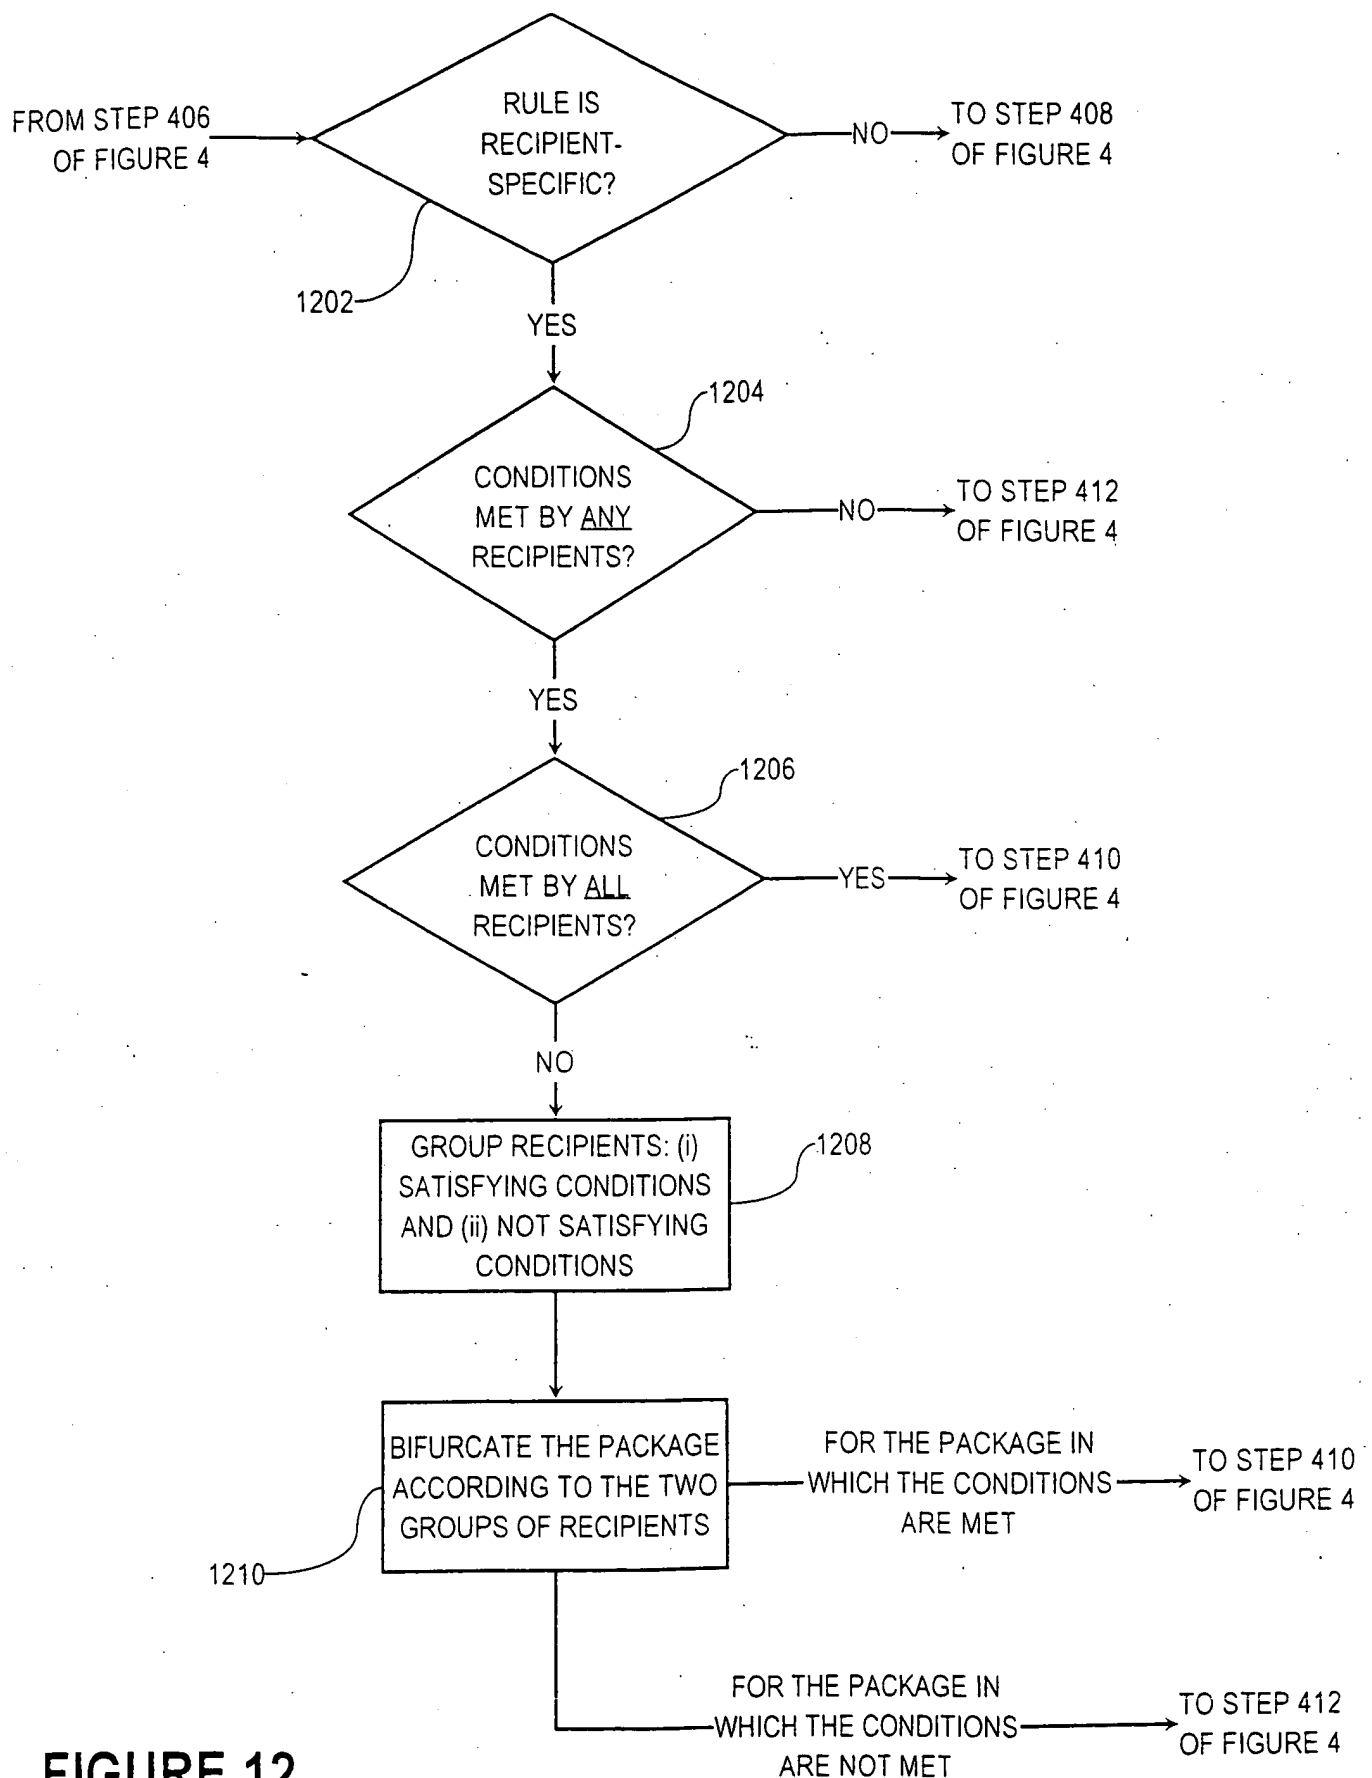 FROM STEP 406
OF FIGURE 4
RULE IS
RECIPIENT-
SPECIFIC?
NO
TO STEP 408
OF FIGURE 4
1202
YES
1204
CONDITIONS
MET BY ANY
RECIPIENTS?
NO
TO STEP 412
OF FIGURE 4
YES
1206
CONDITIONS
MET BY ALL
RECIPIENTS?
YES
TO STEP 410
OF FIGURE 4
NO
GROUP RECIPIENTS: (i)
SATISFYING CONDITIONS
AND (ii) NOT SATISFYING
CONDITIONS
1208
BIFURCATE THE PACKAGE
ACCORDING TO THE TWO
GROUPS OF RECIPIENTS
1210
FOR THE PACKAGE IN
WHICH THE CONDITIONS
ARE MET
TO STEP 410
OF FIGURE 4
FOR THE PACKAGE IN
WHICH THE CONDITIONS
ARE NOT MET
TO STEP 412
OF FIGURE 4
FIGURE 12